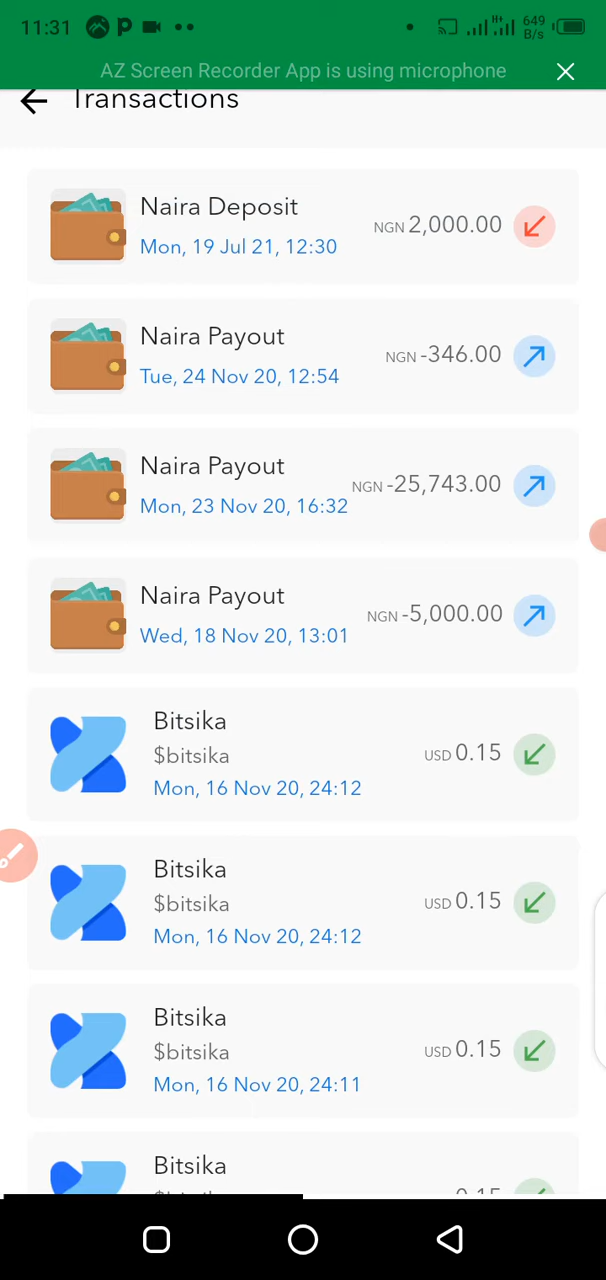 11:31
649 B/s
AZ Screen Recorder App is using microphone
Transactions
Naira Deposit
NGN 2,000.00
Mon, 19 Jul 21, 12:30
Naira Payout
NGN -346.00
Tue, 24 Nov 20, 12:54
Naira Payout
NGN -25,743.00
Mon, 23 Nov 20, 16:32
Naira Payout
NGN -5,000.00
Wed, 18 Nov 20, 13:01
Bitsika
$bitsika
USD 0.15
Mon, 16 Nov 20, 24:12
Bitsika
$bitsika
USD 0.15
Mon, 16 Nov 20, 24:12
Bitsika
$bitsika
USD 0.15
Mon, 16 Nov 20, 24:11
Bitsika